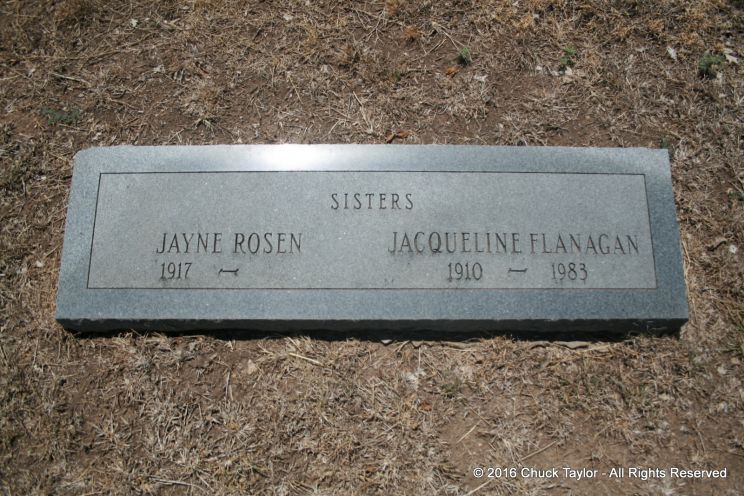 SISTERS
JAYNE ROSEN JACQUELINE FLANAGAN
1917 – 1910 – 1983
© 2016 Chuck Taylor - All Rights Reserved